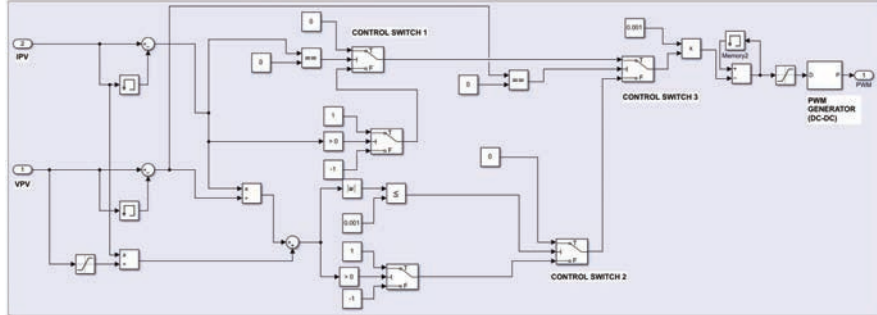 0
CONTROL SWITCH 1
0.001
2
IPV
T
F
0
==
x
Memory2
0
==
T
F
CONTROL SWITCH 3
D
P
1
PWM
PWM
GENERATOR
(DC-DC)
1
> 0
-1
T
F
1
VPV
0
|u|
≤
0.001
T
F
CONTROL SWITCH 2
1
> 0
-1
T
F